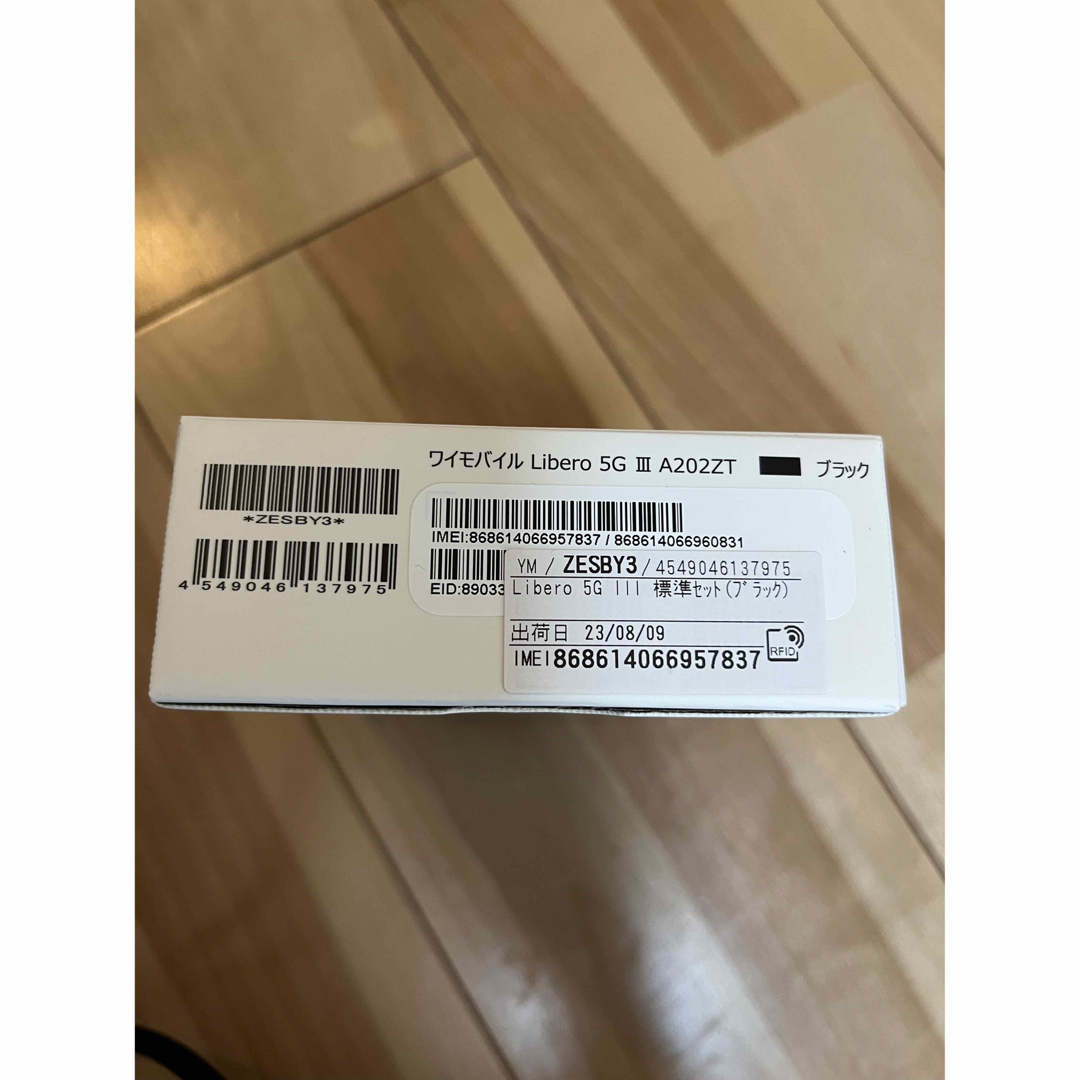 ワイモバイル Libero 5G Ⅲ A202ZT ブラック
*ZESBY3*
4 549046 137975
IMEI:868614066957837 / 868614066960831
EID:89033
YM / ZESBY3 / 4549046137975
Libero 5G III 標準ｾｯﾄ(ﾌﾞﾗｯｸ)
出荷日 23/08/09
IMEI868614066957837
RFID